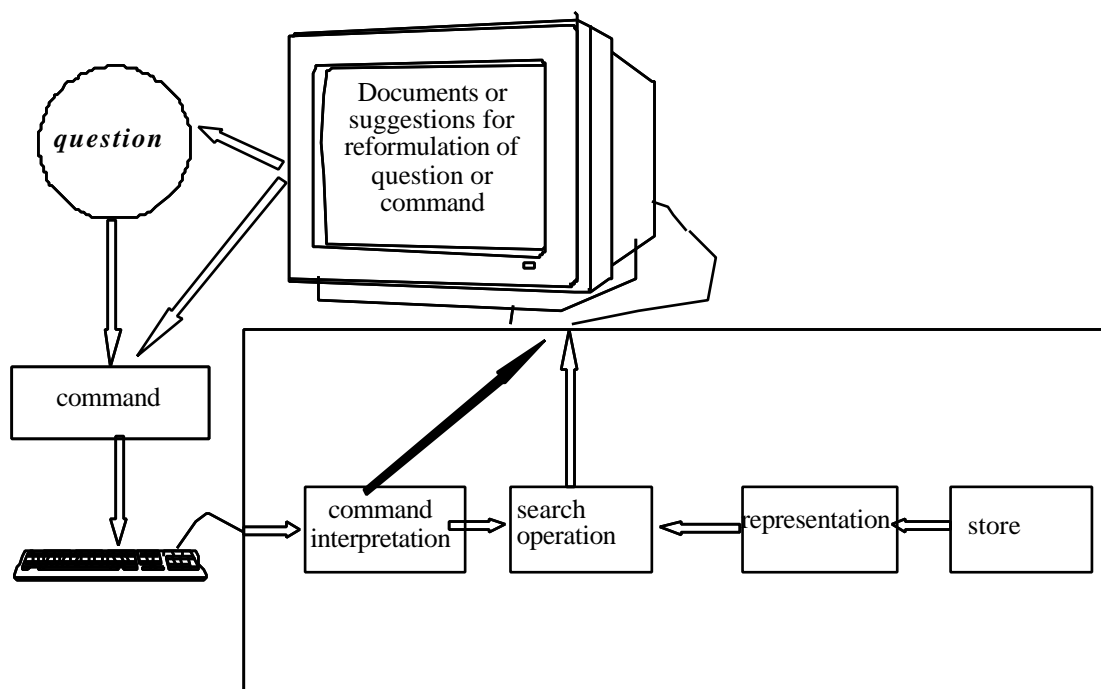 question
Documents or
suggestions for
reformulation of
question or
command
command
command
interpretation
search
operation
representation
store